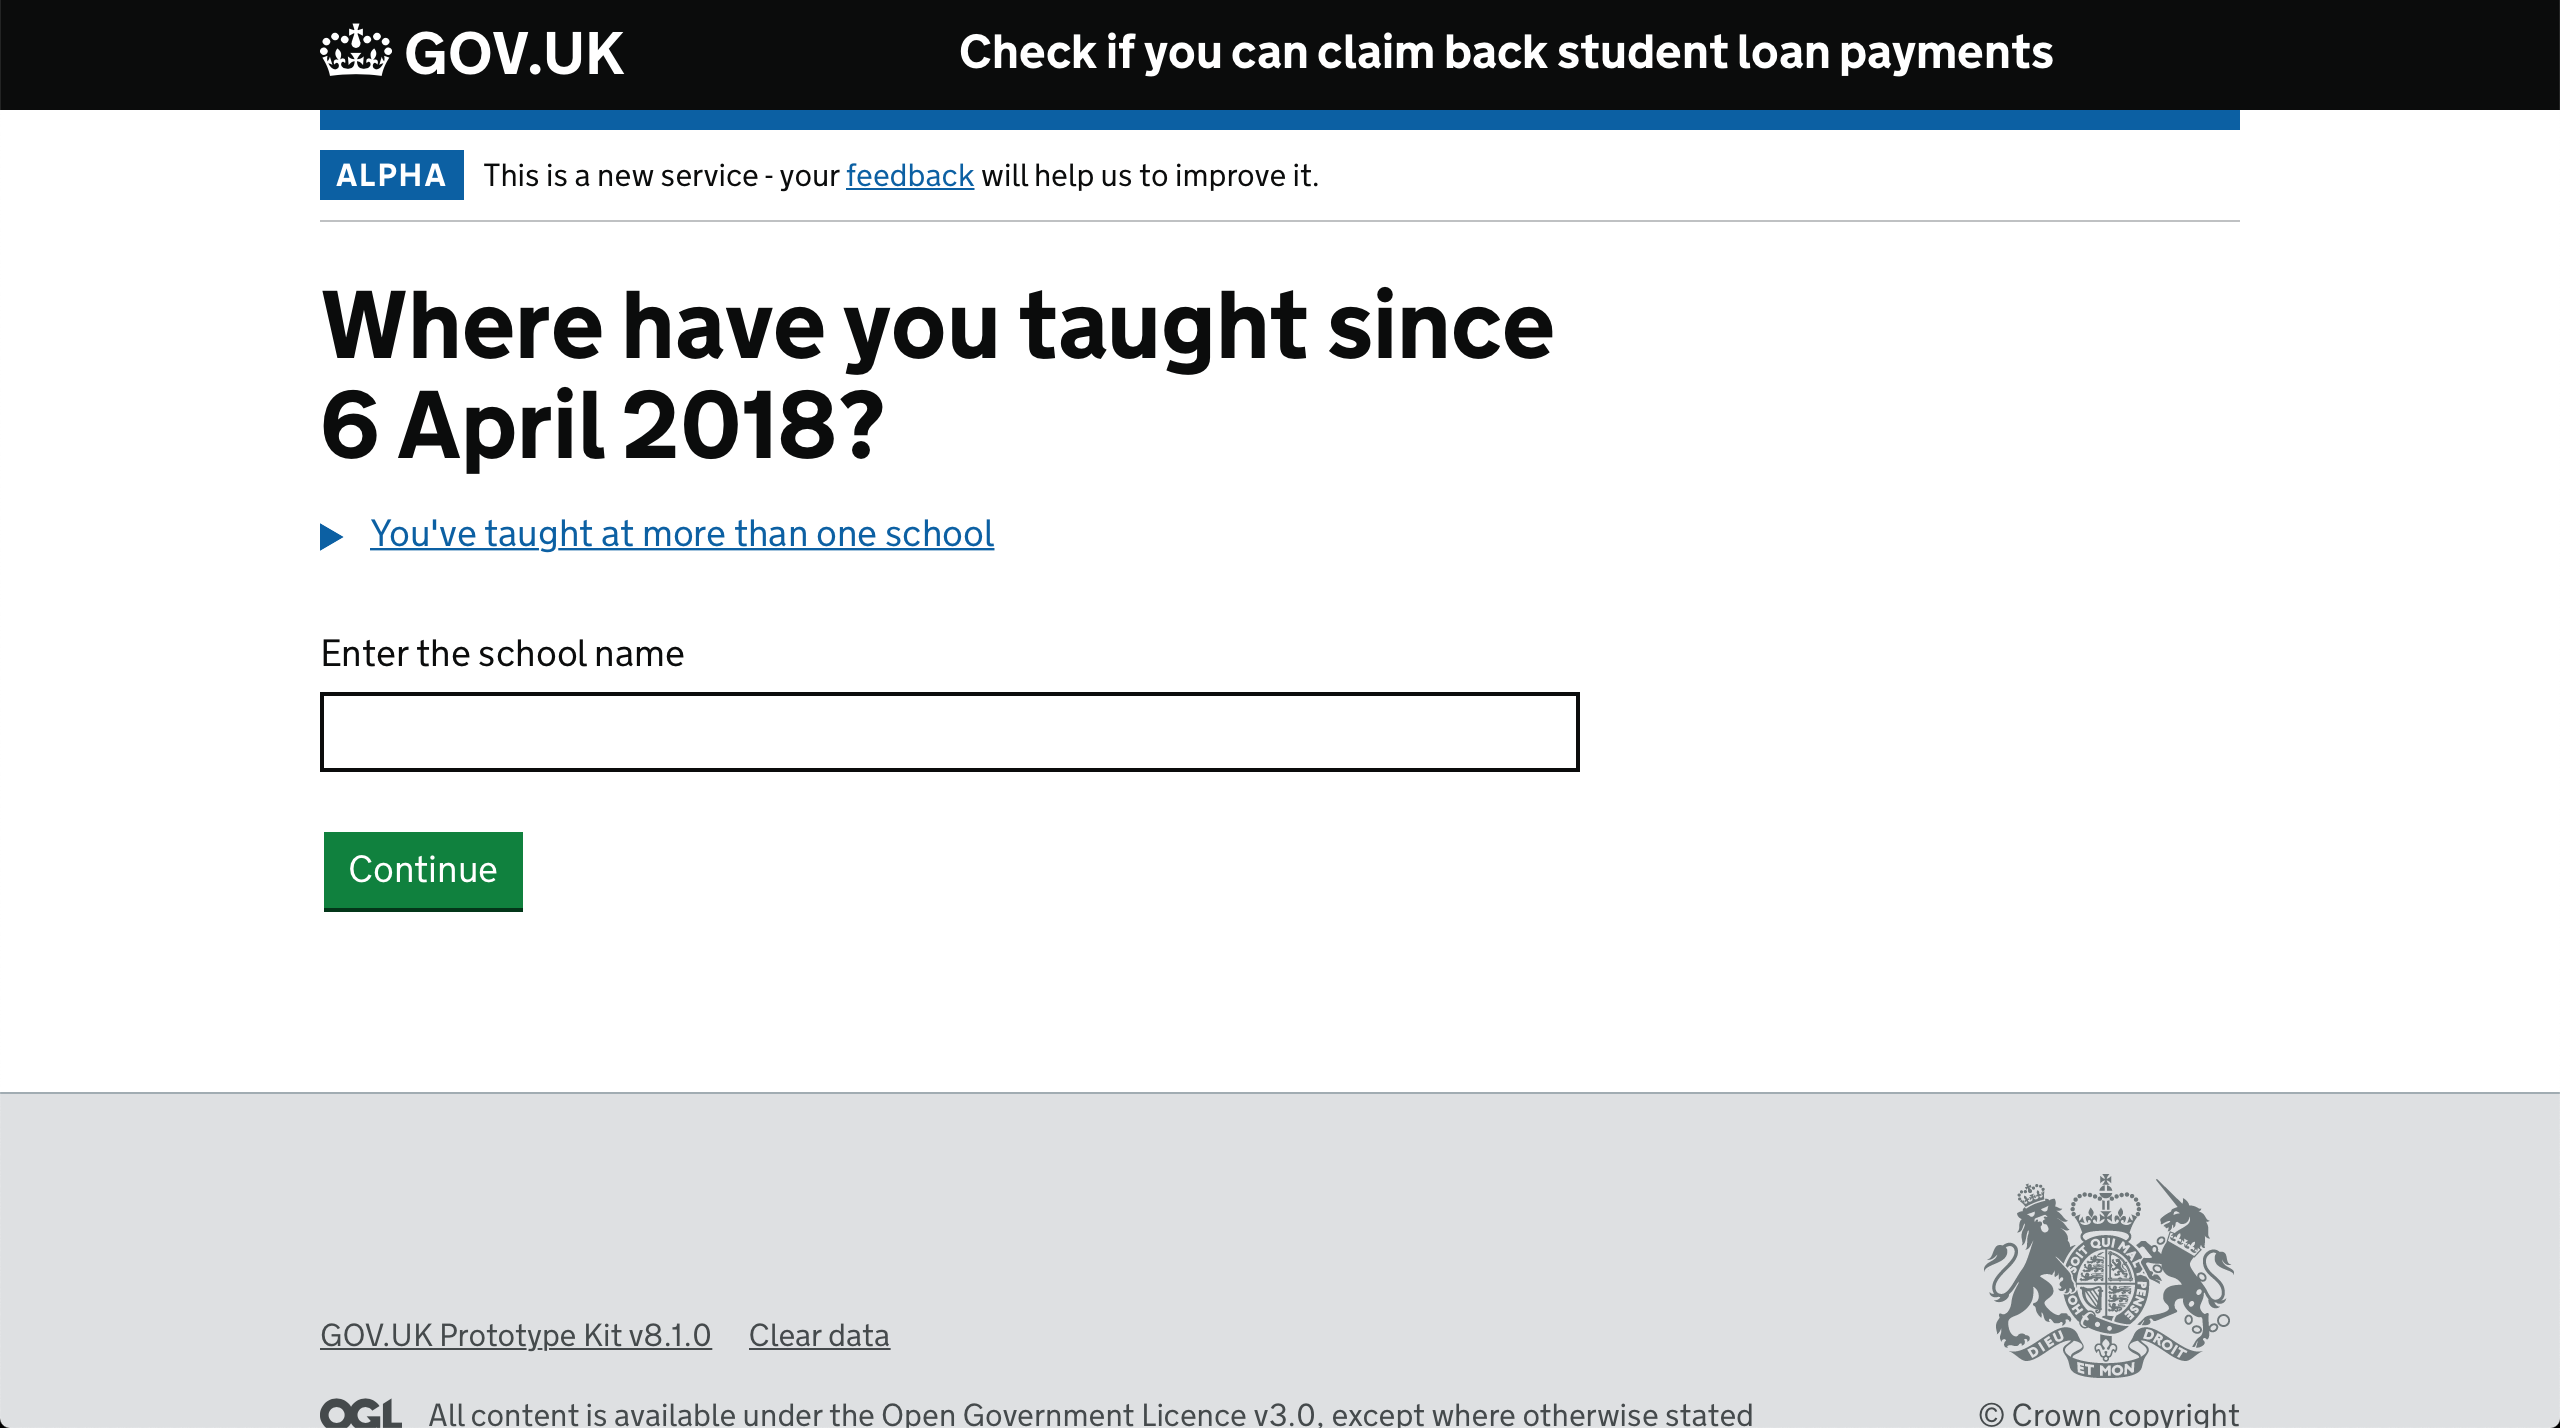 GOV.UK
Check if you can claim back student loan payments
ALPHA
This is a new service - your feedback will help us to improve it.
Where have you taught since
6 April 2018?
You've taught at more than one school
Enter the school name
Continue
GOV.UK Prototype Kit v8.1.0
Clear data
SOIT QUI MAL Y PENSE
DIEU ET MON DROIT
OGL
All content is available under the Open Government Licence v3.0, except where otherwise stated
© Crown copyright